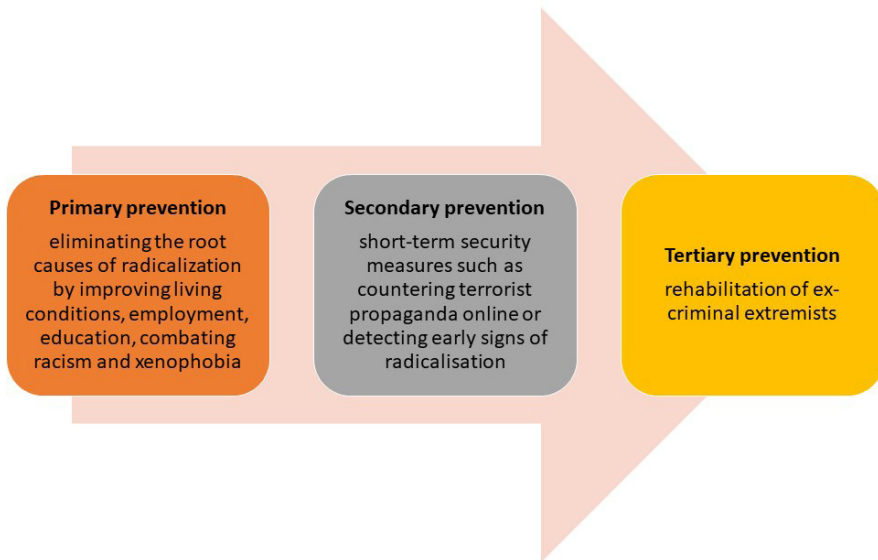 Primary prevention
eliminating the root
causes of radicalization
by improving living
conditions, employment,
education, combating
racism and xenophobia
Secondary prevention
short-term security
measures such as
countering terrorist
propaganda online or
detecting early signs of
radicalisation
Tertiary prevention
rehabilitation of ex-
criminal extremists